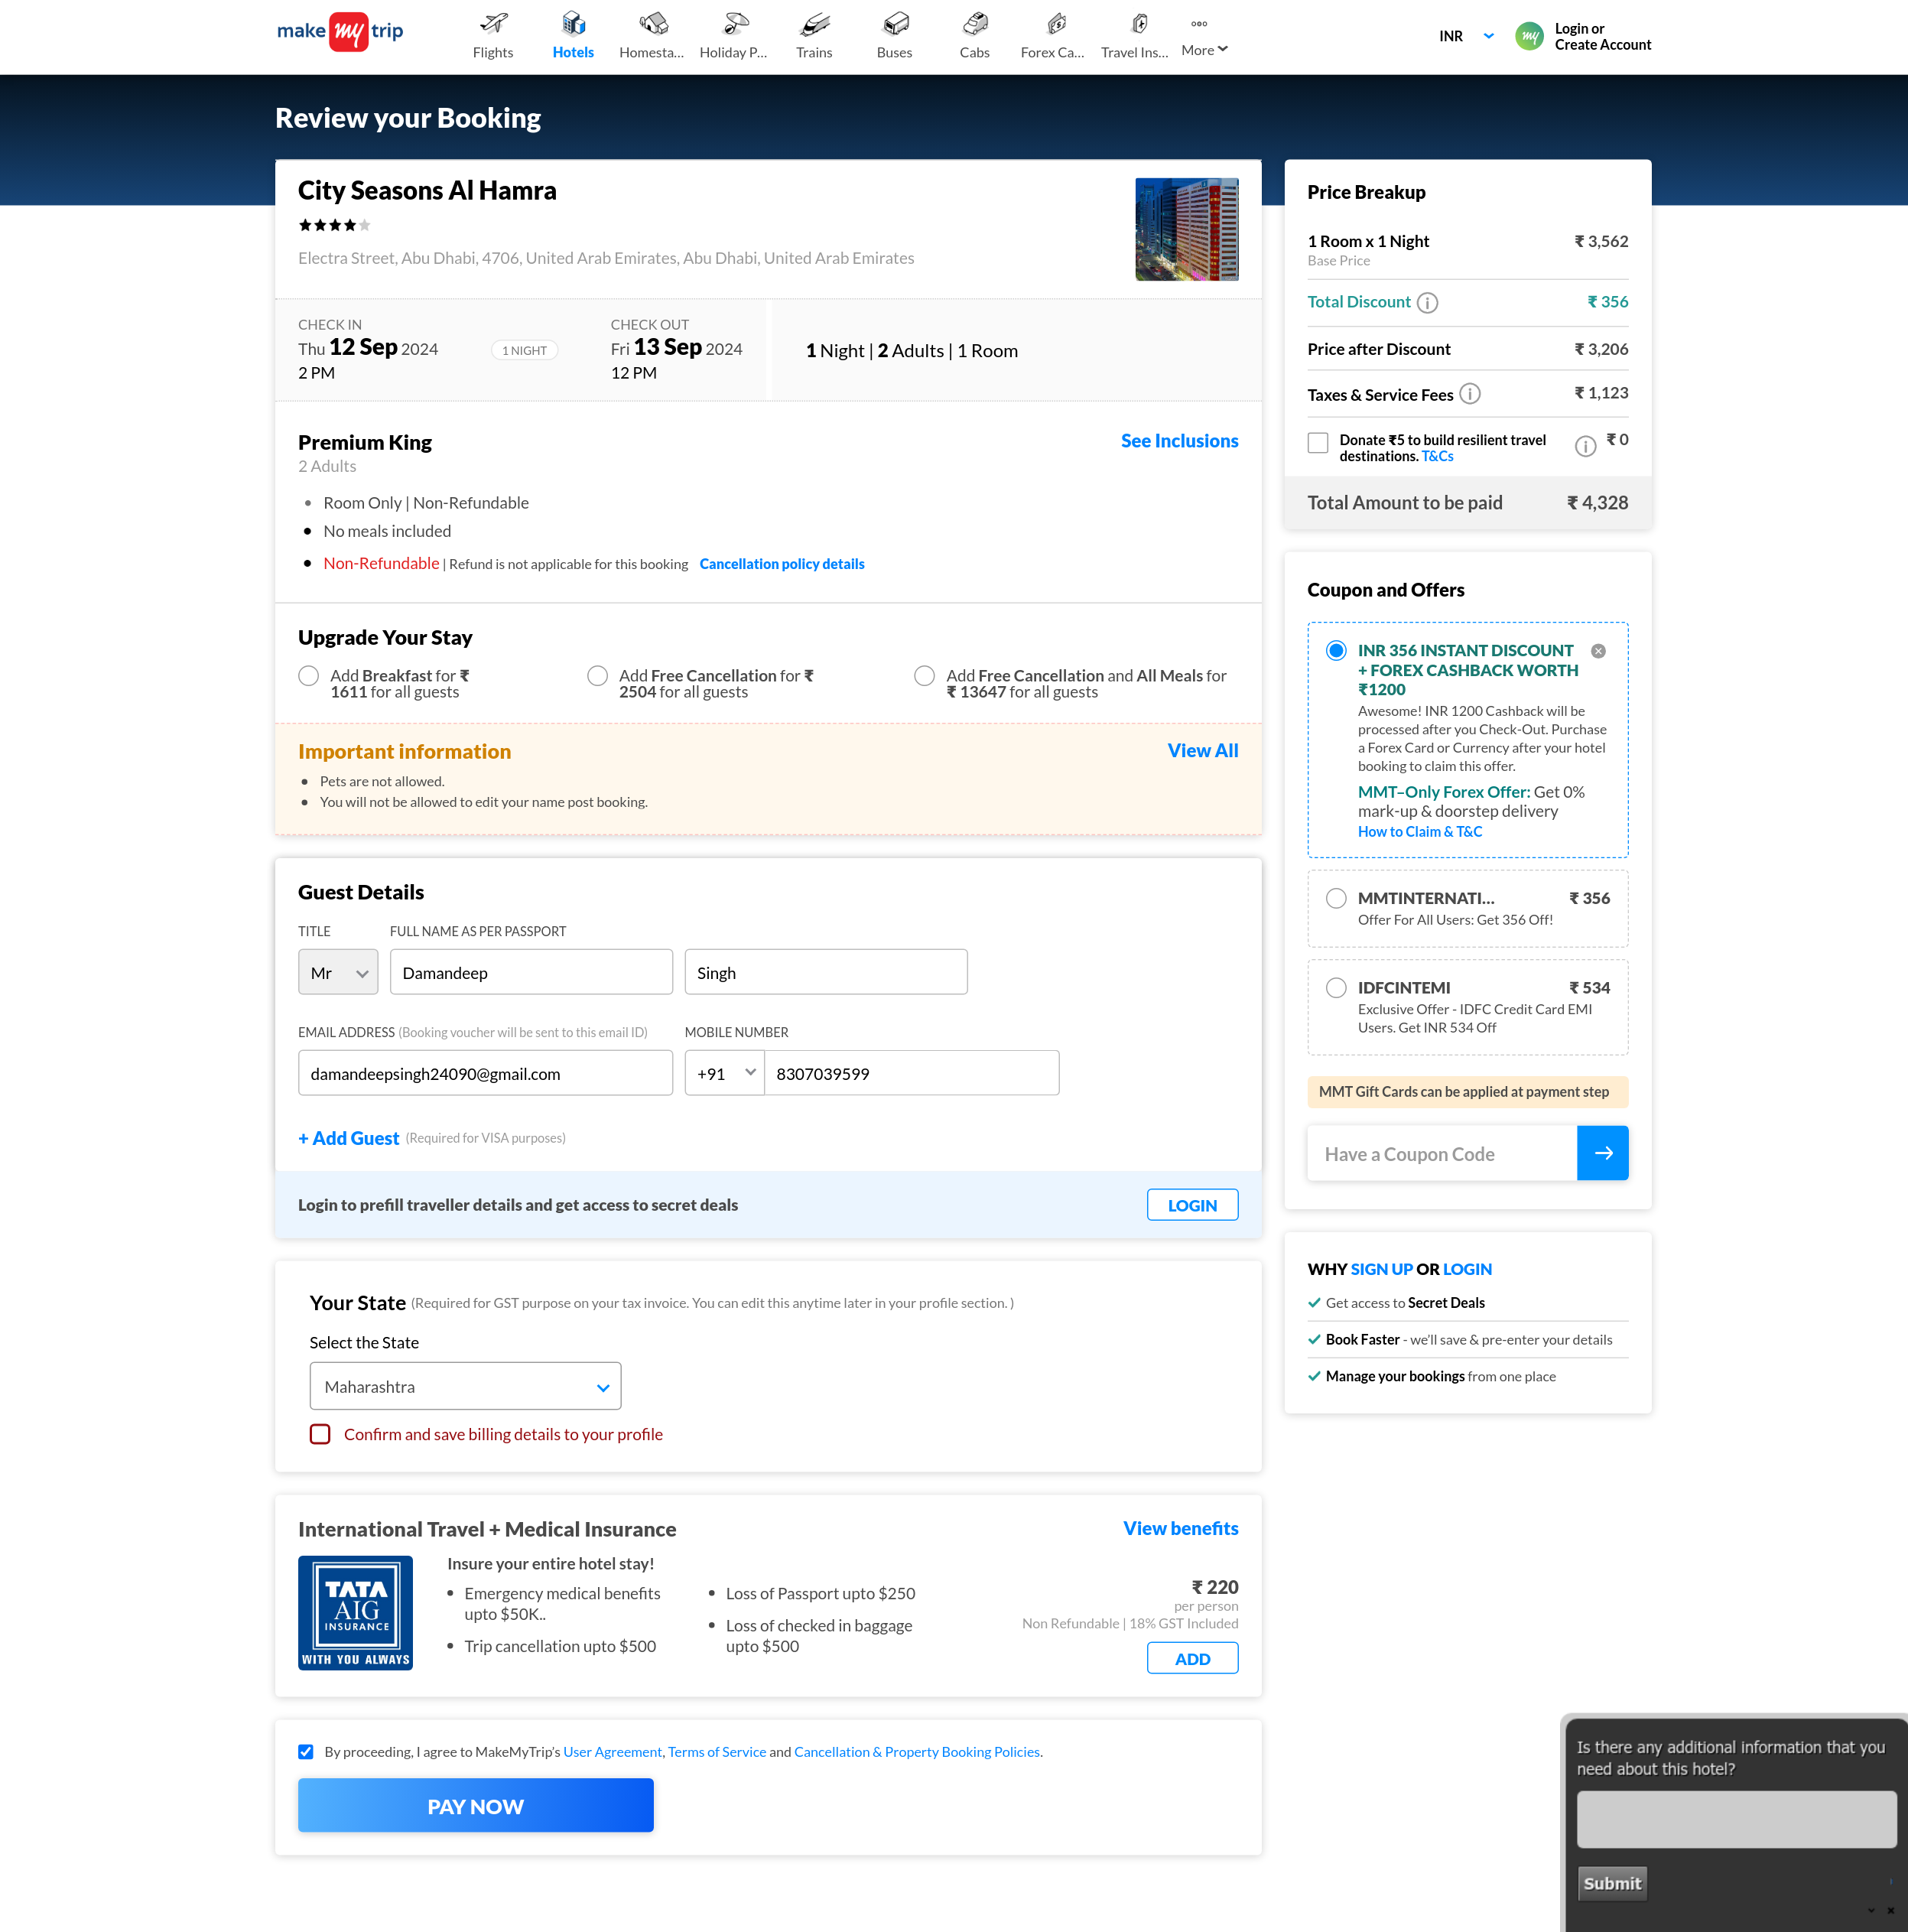 make my trip
Flights
Hotels
Homesta...
Holiday P...
Trains
Buses
Cabs
Forex Ca...
Travel Ins...
More
INR
my
Login or
Create Account
Review your Booking
City Seasons Al Hamra
Electra Street, Abu Dhabi, 4706, United Arab Emirates, Abu Dhabi, United Arab Emirates
CHECK IN
Thu 12 Sep 2024
2 PM
1 NIGHT
CHECK OUT
Fri 13 Sep 2024
12 PM
1 Night | 2 Adults | 1 Room
Premium King
See Inclusions
2 Adults
Room Only | Non-Refundable
No meals included
Non-Refundable | Refund is not applicable for this booking Cancellation policy details
Upgrade Your Stay
Add Breakfast for ₹
1611 for all guests
Add Free Cancellation for ₹
2504 for all guests
Add Free Cancellation and All Meals for
₹ 13647 for all guests
Important information
View All
Pets are not allowed.
You will not be allowed to edit your name post booking.
Guest Details
TITLE
FULL NAME AS PER PASSPORT
Mr
Damandeep
Singh
EMAIL ADDRESS (Booking voucher will be sent to this email ID)
MOBILE NUMBER
damandeepsingh24090@gmail.com
+91
8307039599
+ Add Guest (Required for VISA purposes)
Login to prefill traveller details and get access to secret deals
LOGIN
Your State (Required for GST purpose on your tax invoice. You can edit this anytime later in your profile section. )
Select the State
Maharashtra
Confirm and save billing details to your profile
International Travel + Medical Insurance
View benefits
TATA
AIG
INSURANCE
WITH YOU ALWAYS
Insure your entire hotel stay!
Emergency medical benefits
upto $50K..
Trip cancellation upto $500
Loss of Passport upto $250
Loss of checked in baggage
upto $500
₹ 220
per person
Non Refundable | 18% GST Included
ADD
By proceeding, I agree to MakeMyTrip's User Agreement, Terms of Service and Cancellation & Property Booking Policies.
PAY NOW
Price Breakup
1 Room x 1 Night
₹ 3,562
Base Price
Total Discount
₹ 356
Price after Discount
₹ 3,206
Taxes & Service Fees
₹ 1,123
Donate ₹5 to build resilient travel
destinations. T&Cs
₹ 0
Total Amount to be paid
₹ 4,328
Coupon and Offers
INR 356 INSTANT DISCOUNT
+ FOREX CASHBACK WORTH
₹1200
Awesome! INR 1200 Cashback will be
processed after you Check-Out. Purchase
a Forex Card or Currency after your hotel
booking to claim this offer.
MMT–Only Forex Offer: Get 0%
mark-up & doorstep delivery
How to Claim & T&C
MMTINTERNATI...
₹ 356
Offer For All Users: Get 356 Off!
IDFCINTEMI
₹ 534
Exclusive Offer - IDFC Credit Card EMI
Users. Get INR 534 Off
MMT Gift Cards can be applied at payment step
Have a Coupon Code
WHY SIGN UP OR LOGIN
Get access to Secret Deals
Book Faster - we'll save & pre-enter your details
Manage your bookings from one place
Is there any additional information that you
need about this hotel?
Submit